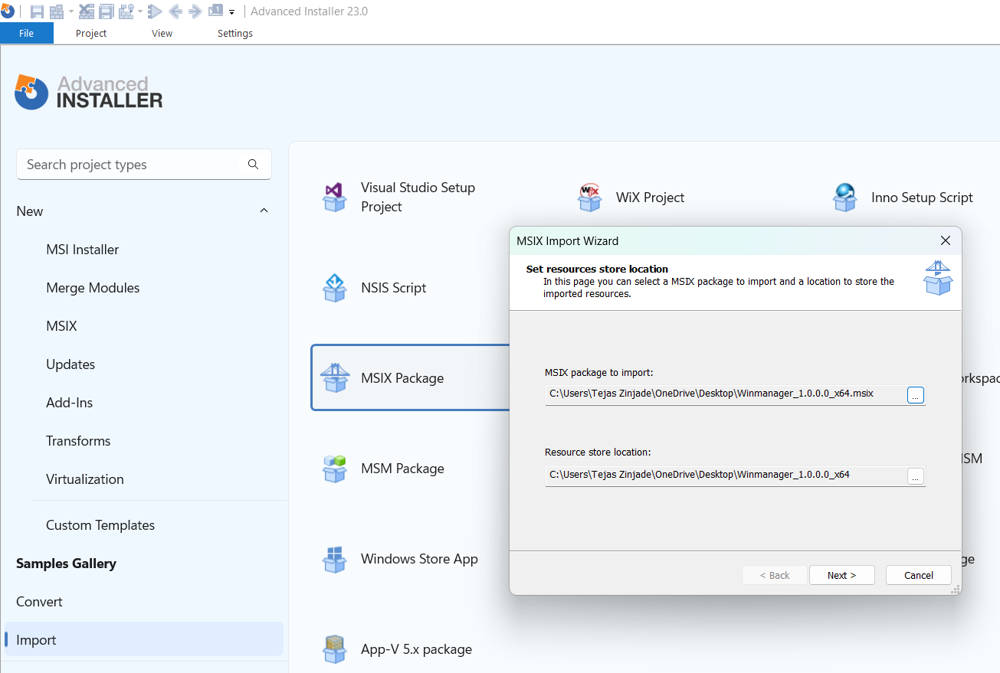 Advanced Installer 23.0
File
Project
View
Settings
Advanced
INSTALLER
Search project types
New
MSI Installer
Merge Modules
MSIX
Updates
Add-Ins
Transforms
Virtualization
Custom Templates
Samples Gallery
Convert
Import
Visual Studio Setup
Project
WiX Project
Inno Setup Script
NSIS Script
MSIX Package
MSM Package
Windows Store App
App-V 5.x package
MSIX Import Wizard
Set resources store location
In this page you can select a MSIX package to import and a location to store the
imported resources.
MSIX package to import:
C:\Users\Tejas Zinjade\OneDrive\Desktop\Winmanager_1.0.0.0_x64.msix
...
Resource store location:
C:\Users\Tejas Zinjade\OneDrive\Desktop\Winmanager_1.0.0.0_x64
...
< Back
Next >
Cancel